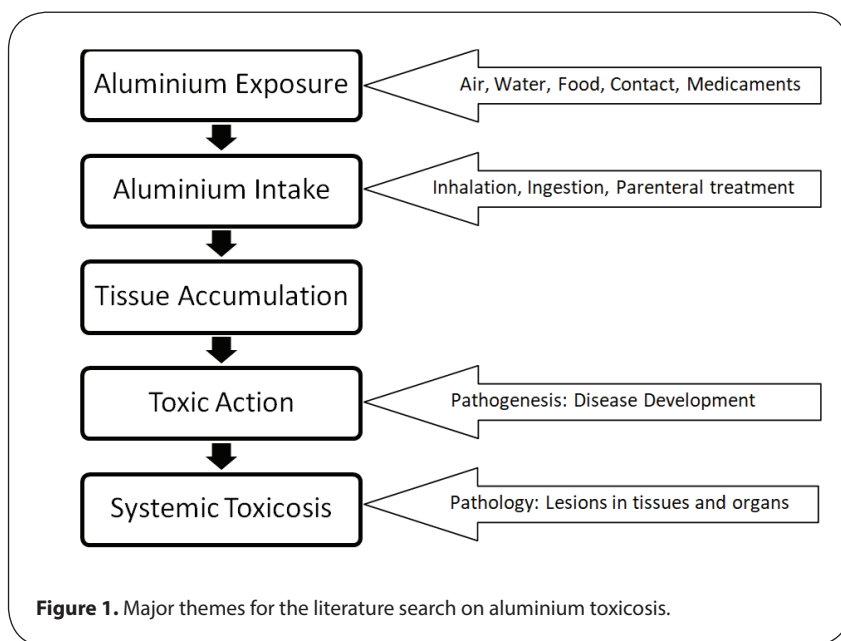 Aluminium Exposure
Air, Water, Food, Contact, Medicaments
Aluminium Intake
Inhalation, Ingestion, Parenteral treatment
Tissue Accumulation
Toxic Action
Pathogenesis: Disease Development
Systemic Toxicosis
Pathology: Lesions in tissues and organs
Figure 1. Major themes for the literature search on aluminium toxicosis.